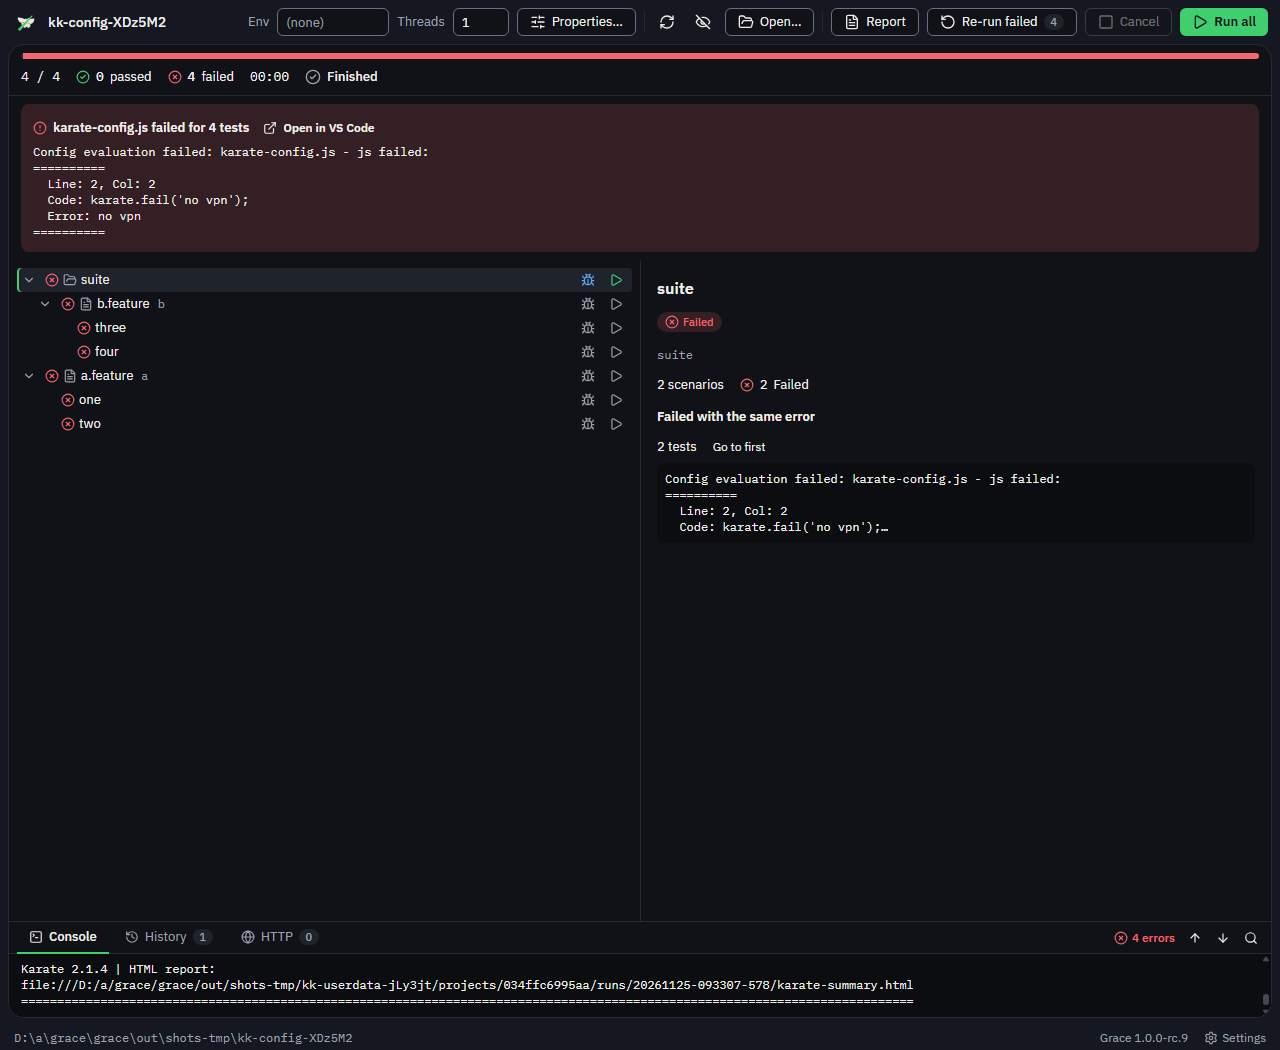 kk-config-XDz5M2
Env
(none)
Threads
1
Properties...
Open...
Report
Re-run failed 4
Cancel
Run all
4 / 4
0 passed
4 failed
00:00
Finished
karate-config.js failed for 4 tests
Open in VS Code
Config evaluation failed: karate-config.js - js failed:
==========
Line: 2, Col: 2
Code: karate.fail('no vpn');
Error: no vpn
==========
suite
b.feature b
three
four
a.feature a
one
two
suite
Failed
suite
2 scenarios
2 Failed
Failed with the same error
2 tests
Go to first
Config evaluation failed: karate-config.js - js failed:
==========
Line: 2, Col: 2
Code: karate.fail('no vpn');…
Console
History 1
HTTP 0
4 errors
Karate 2.1.4 | HTML report:
file:///D:/a/grace/grace/out/shots-tmp/kk-userdata-jLy3jt/projects/034ffc6995aa/runs/20261125-093307-578/karate-summary.html
============================================================================================================================
D:\a\grace\grace\out\shots-tmp\kk-config-XDz5M2
Grace 1.0.0-rc.9
Settings